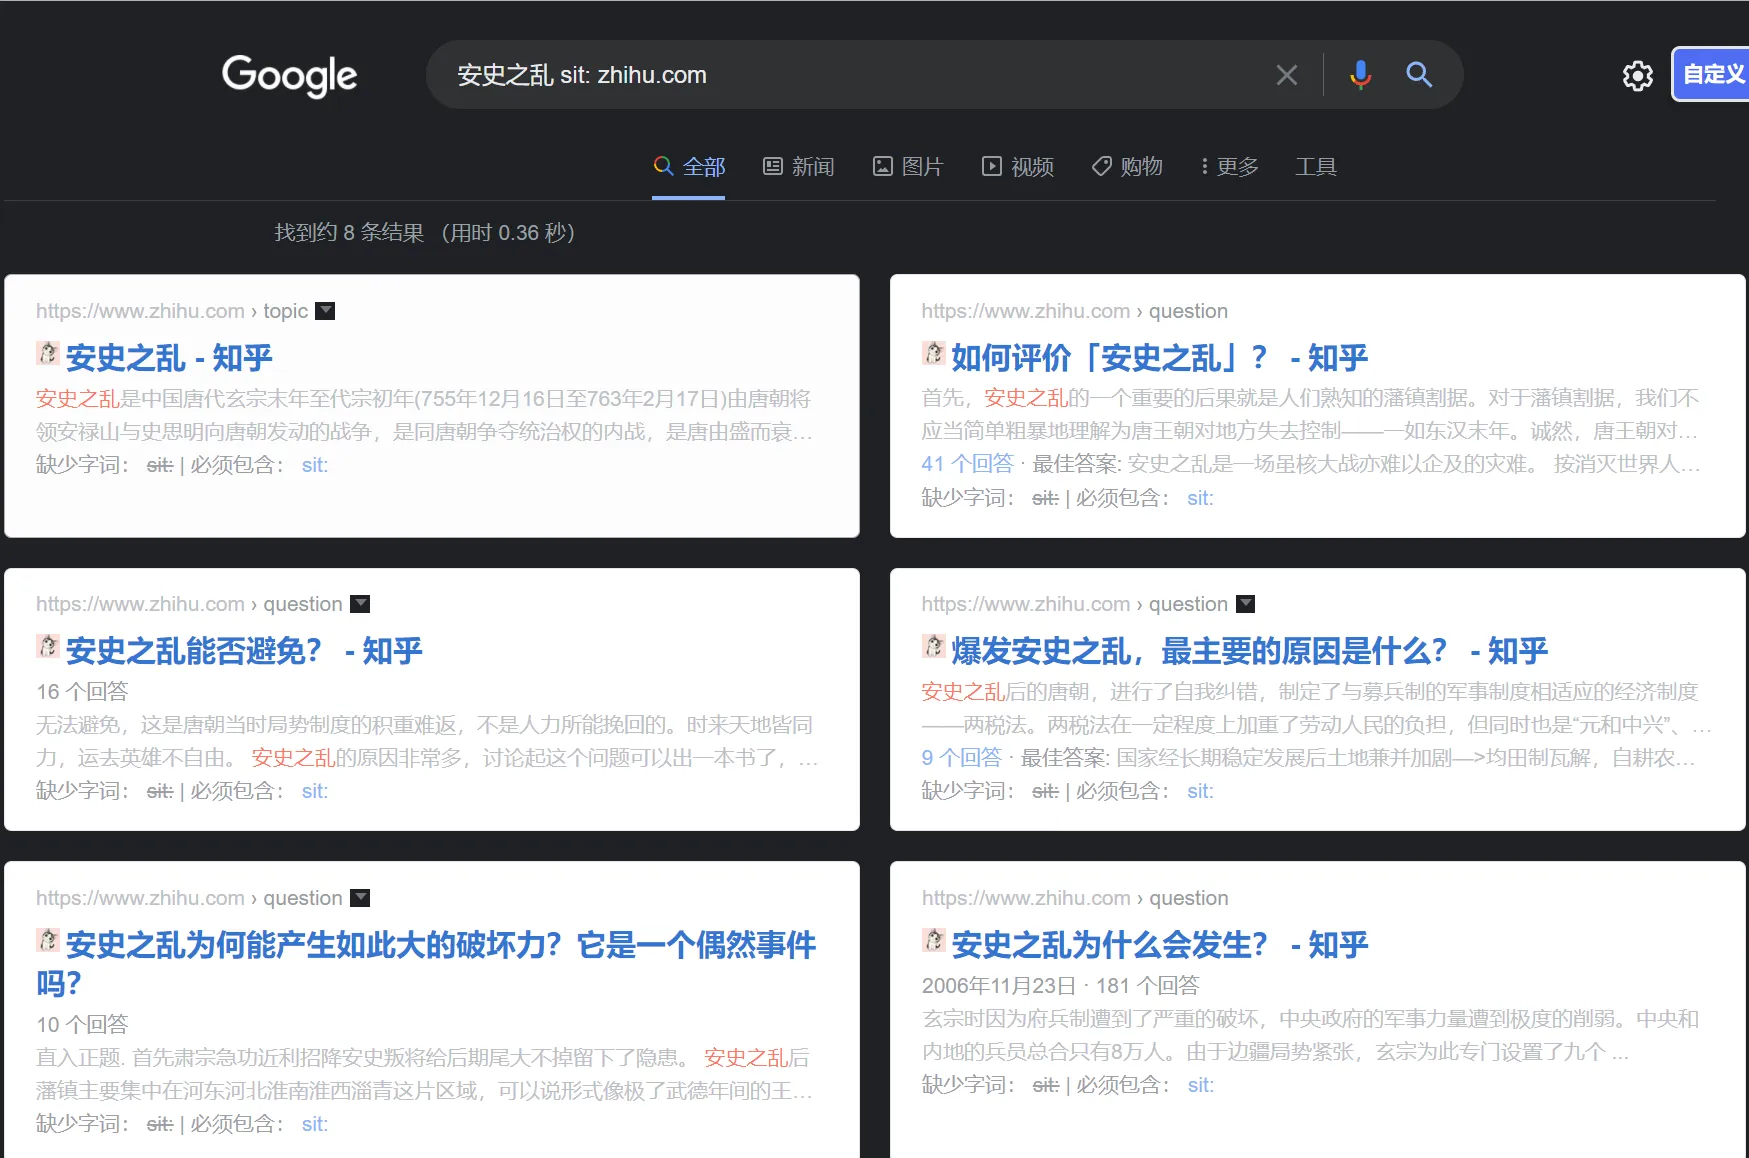 Google
安史之乱 sit: zhihu.com
自定义
全部 新闻 图片 视频 购物 更多 工具
找到约 8 条结果 （用时 0.36 秒）
https://www.zhihu.com › topic
安史之乱 - 知乎
安史之乱是中国唐代玄宗末年至代宗初年(755年12月16日至763年2月17日)由唐朝将
领安禄山与史思明向唐朝发动的战争，是同唐朝争夺统治权的内战，是唐由盛而衰...
缺少字词： sit: | 必须包含： sit:
https://www.zhihu.com › question
如何评价「安史之乱」？ - 知乎
首先，安史之乱的一个重要的后果就是人们熟知的藩镇割据。对于藩镇割据，我们不
应当简单粗暴地理解为唐王朝对地方失去控制——一如东汉末年。诚然，唐王朝对...
41 个回答 · 最佳答案: 安史之乱是一场虽核大战亦难以企及的灾难。 按消灭世界人...
缺少字词： sit: | 必须包含： sit:
https://www.zhihu.com › question
安史之乱能否避免？ - 知乎
16 个回答
无法避免，这是唐朝当时局势制度的积重难返，不是人力所能挽回的。时来天地皆同
力，运去英雄不自由。 安史之乱的原因非常多，讨论起这个问题可以出一本书了，...
缺少字词： sit: | 必须包含： sit:
https://www.zhihu.com › question
爆发安史之乱，最主要的原因是什么？ - 知乎
安史之乱后的唐朝，进行了自我纠错，制定了与募兵制的军事制度相适应的经济制度
——两税法。两税法在一定程度上加重了劳动人民的负担，但同时也是“元和中兴”、...
9 个回答 · 最佳答案: 国家经长期稳定发展后土地兼并加剧—>均田制瓦解，自耕农...
缺少字词： sit: | 必须包含： sit:
https://www.zhihu.com › question
安史之乱为何能产生如此大的破坏力？它是一个偶然事件
吗？
10 个回答
直入正题. 首先肃宗急功近利招降安史叛将给后期尾大不掉留下了隐患。 安史之乱后
藩镇主要集中在河东河北淮南淮西淄青这片区域，可以说形式像极了武德年间的王...
缺少字词： sit: | 必须包含： sit:
https://www.zhihu.com › question
安史之乱为什么会发生？ - 知乎
2006年11月23日 · 181 个回答
玄宗时因为府兵制遭到了严重的破坏，中央政府的军事力量遭到极度的削弱。中央和
内地的兵员总合只有8万人。由于边疆局势紧张，玄宗为此专门设置了九个 ...
缺少字词： sit: | 必须包含： sit: